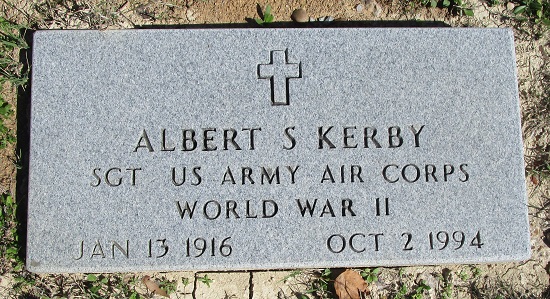 ALBERT S KERBY
SGT US ARMY AIR CORPS
WORLD WAR II
JAN 13 1916 OCT 2 1994